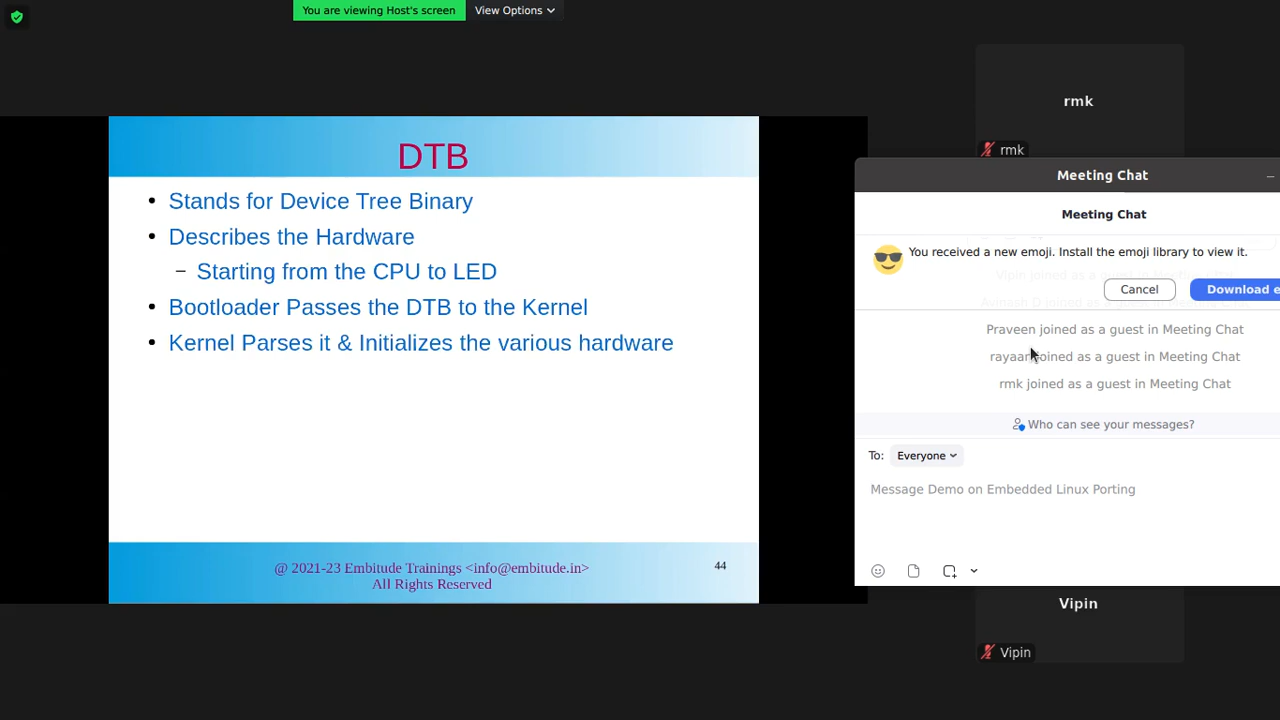 You are viewing Host's screen
View Options
rmk
rmk
DTB
Stands for Device Tree Binary
Describes the Hardware
Starting from the CPU to LED
Bootloader Passes the DTB to the Kernel
Kernel Parses it & Initializes the various hardware
@ 2021-23 Embitude Trainings <info@embitude.in>
All Rights Reserved
44
Meeting Chat
Meeting Chat
You received a new emoji. Install the emoji library to view it.
Cancel
Download e
Praveen joined as a guest in Meeting Chat
rayaan joined as a guest in Meeting Chat
rmk joined as a guest in Meeting Chat
Who can see your messages?
To: Everyone
Message Demo on Embedded Linux Porting
Vipin
Vipin